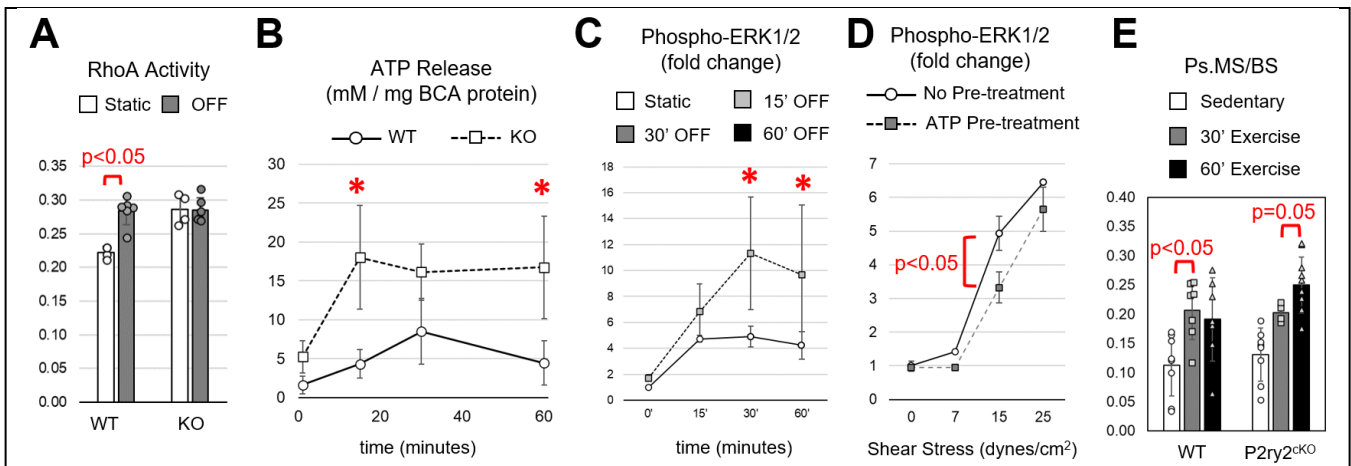 A
RhoA Activity
Static OFF
p<0.05
0.35
0.30
0.25
0.30
0.15
0.10
0.05
0.00
WT KO
B
ATP Release
(mM / mg BCA protein)
WT KO
30
25
20
15
10
5
0
* *
0 20 40 60
time (minutes)
C
Phospho-ERK1/2
(fold change)
Static 15' OFF
30' OFF 60' OFF
18
16
14
12
10
8
6
4
2
0
* *
0' 15' 30' 60'
time (minutes)
D
Phospho-ERK1/2
(fold change)
No Pre-treatment
ATP Pre-treatment
7
6
5
4
3
2
1
0
p<0.05
0 7 15 25
Shear Stress (dynes/cm²)
E
Ps.MS/BS
Sedentary
30' Exercise
60' Exercise
0.40
0.35
0.30
0.25
0.20
0.15
0.10
0.05
0.00
p<0.05
p=0.05
WT P2ry2cKO